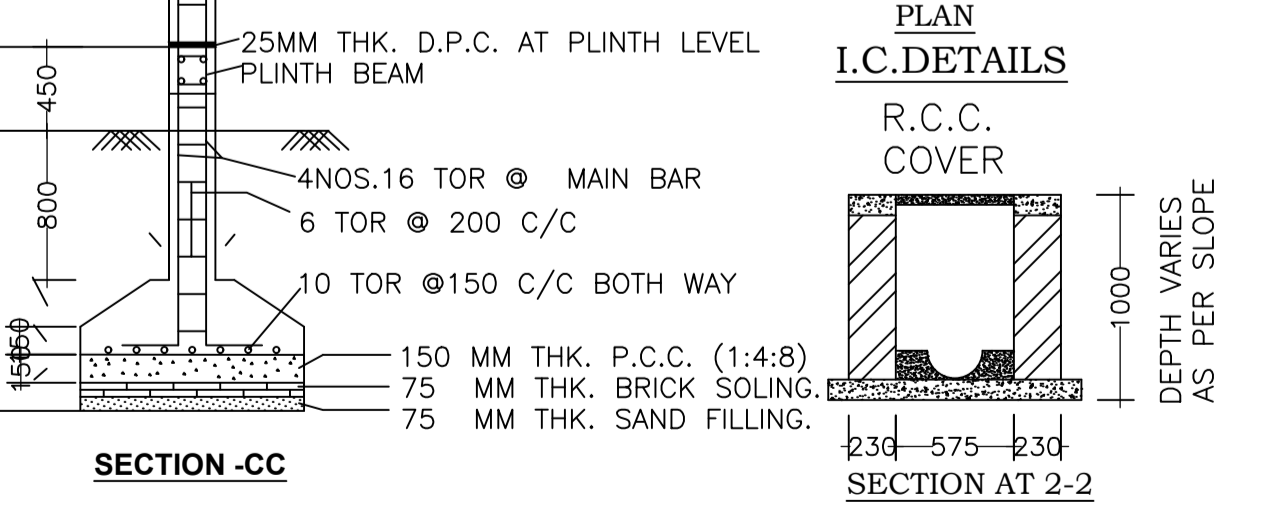 25MM THK. D.P.C. AT PLINTH LEVEL
PLINTH BEAM
450
800
4NOS.16 TOR @ MAIN BAR
6 TOR @ 200 C/C
10 TOR @150 C/C BOTH WAY
150 MM THK. P.C.C. (1:4:8)
75 MM THK. BRICK SOLING.
75 MM THK. SAND FILLING.
SECTION -CC
PLAN
I.C.DETAILS
R.C.C.
COVER
1000
DEPTH VARIES
AS PER SLOPE
230 575 230
SECTION AT 2-2